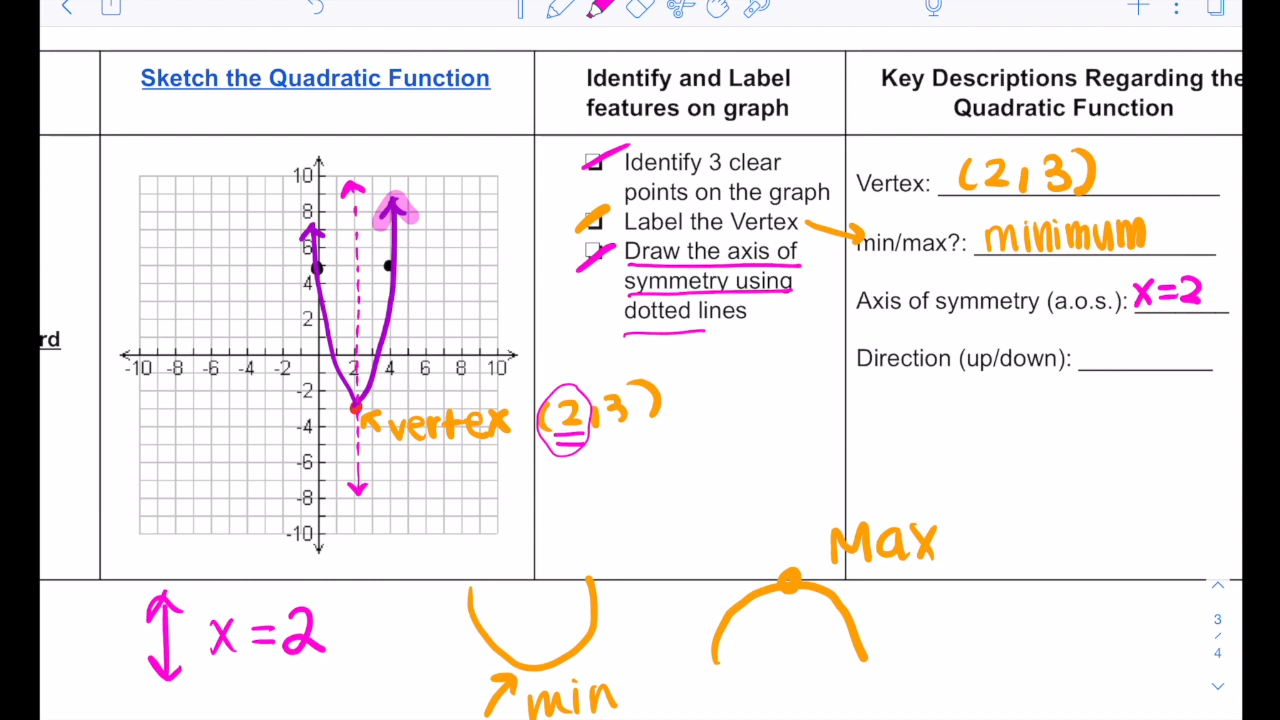 Sketch the Quadratic Function
Identify and Label
features on graph
Key Descriptions Regarding the
Quadratic Function
rd
10
8
6
4
2
-10 -8 -6 -4 -2 2 4 6 8 10
-2
-4
-6
-8
-10
vertex (2,3)
Identify 3 clear
points on the graph
Label the Vertex
Draw the axis of
symmetry using
dotted lines
Vertex: (2,3)
min/max?: minimum
Axis of symmetry (a.o.s.): x=2
Direction (up/down):
x=2
min
Max
3
/
4